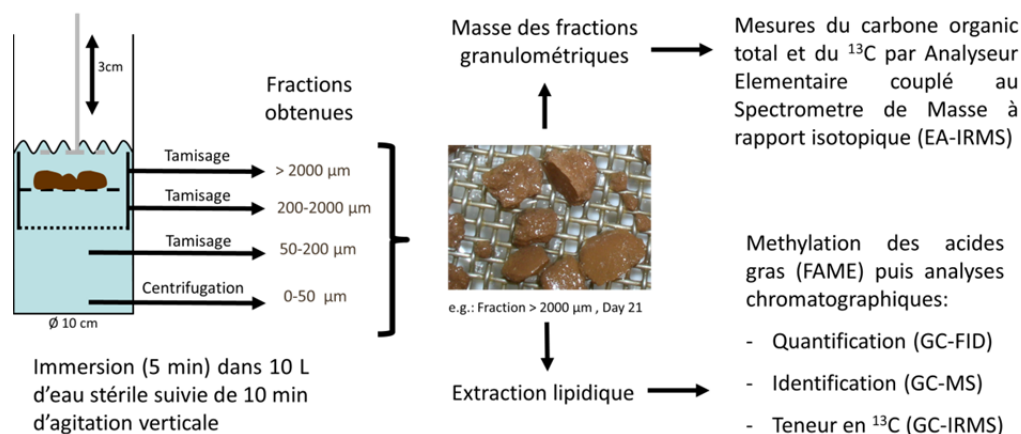 3cm
Fractions
obtenues
Tamisage
> 2000 µm
Tamisage
200-2000 µm
Tamisage
50-200 µm
Centrifugation
0-50 µm
Ø 10 cm
Immersion (5 min) dans 10 L
d'eau stérile suivie de 10 min
d'agitation verticale
Masse des fractions
granulométriques
e.g.: Fraction > 2000 µm , Day 21
Extraction lipidique
Mesures du carbone organic
total et du ¹³C par Analyseur
Elementaire couplé au
Spectrometre de Masse à
rapport isotopique (EA-IRMS)
Methylation des acides
gras (FAME) puis analyses
chromatographiques:
- Quantification (GC-FID)
- Identification (GC-MS)
- Teneur en ¹³C (GC-IRMS)